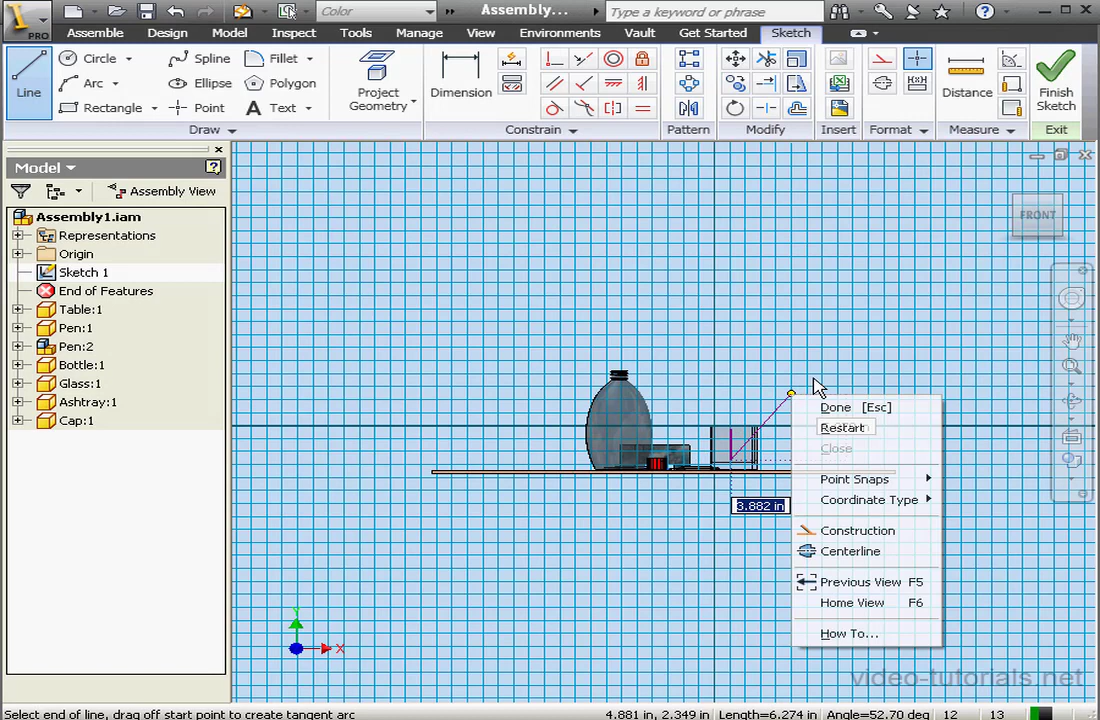 PRO
Color
Assembly...
Type a keyword or phrase
Assemble Design Model Inspect Tools Manage View Environments Vault Get Started Sketch
Line
Circle
Arc
Rectangle
Spline
Ellipse
Point
Fillet
Polygon
Text
Project
Geometry
Dimension
Distance
Finish
Sketch
Draw
Constrain
Pattern
Modify
Insert
Format
Measure
Exit
Model
Assembly View
Assembly1.iam
Representations
Origin
Sketch 1
End of Features
Table:1
Pen:1
Pen:2
Bottle:1
Glass:1
Ashtray:1
Cap:1
FRONT
3.882 in
Done [Esc]
Restart
Close
Point Snaps
Coordinate Type
Construction
Centerline
Previous View F5
Home View F6
How To...
Y
X
video-tutorials.net
Select end of line, drag off start point to create tangent arc
4.881 in, 2.349 in Length=6.274 in Angle=52.70 deg 12 13